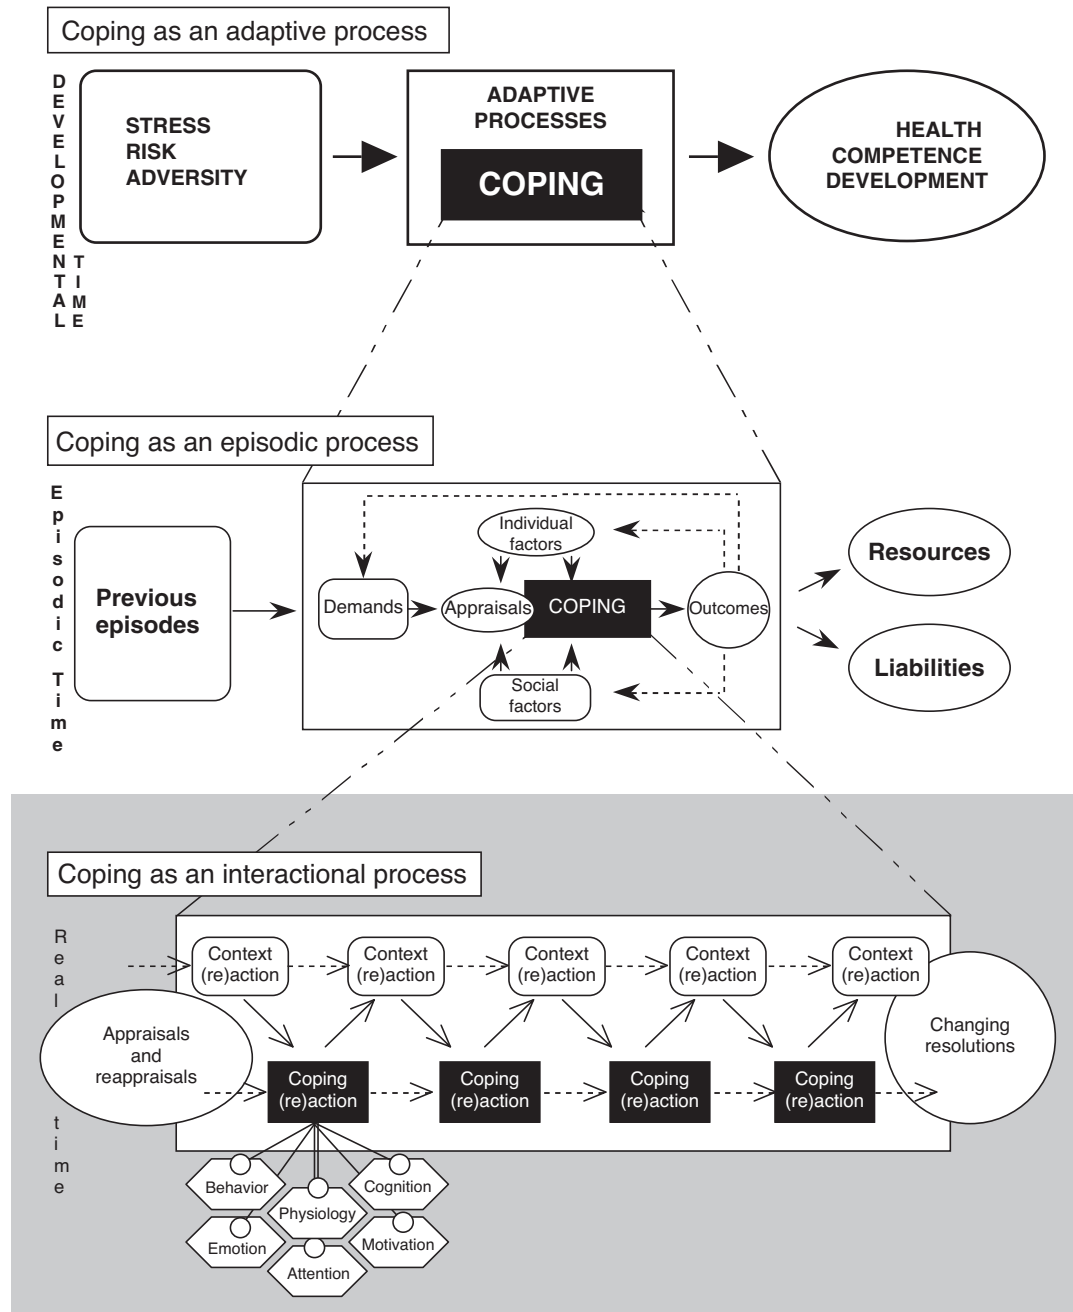 Coping as an adaptive process
DEVELOPMENTAL
TIME
STRESS
RISK
ADVERSITY
ADAPTIVE
PROCESSES
COPING
HEALTH
COMPETENCE
DEVELOPMENT
Coping as an episodic process
Episodic Time
Previous
episodes
Demands
Individual
factors
Appraisals
COPING
Social
factors
Outcomes
Resources
Liabilities
Coping as an interactional process
Real time
Context
(re)action
Context
(re)action
Context
(re)action
Context
(re)action
Context
(re)action
Appraisals
and
reappraisals
Changing
resolutions
Coping
(re)action
Coping
(re)action
Coping
(re)action
Coping
(re)action
Behavior
Cognition
Physiology
Emotion
Motivation
Attention